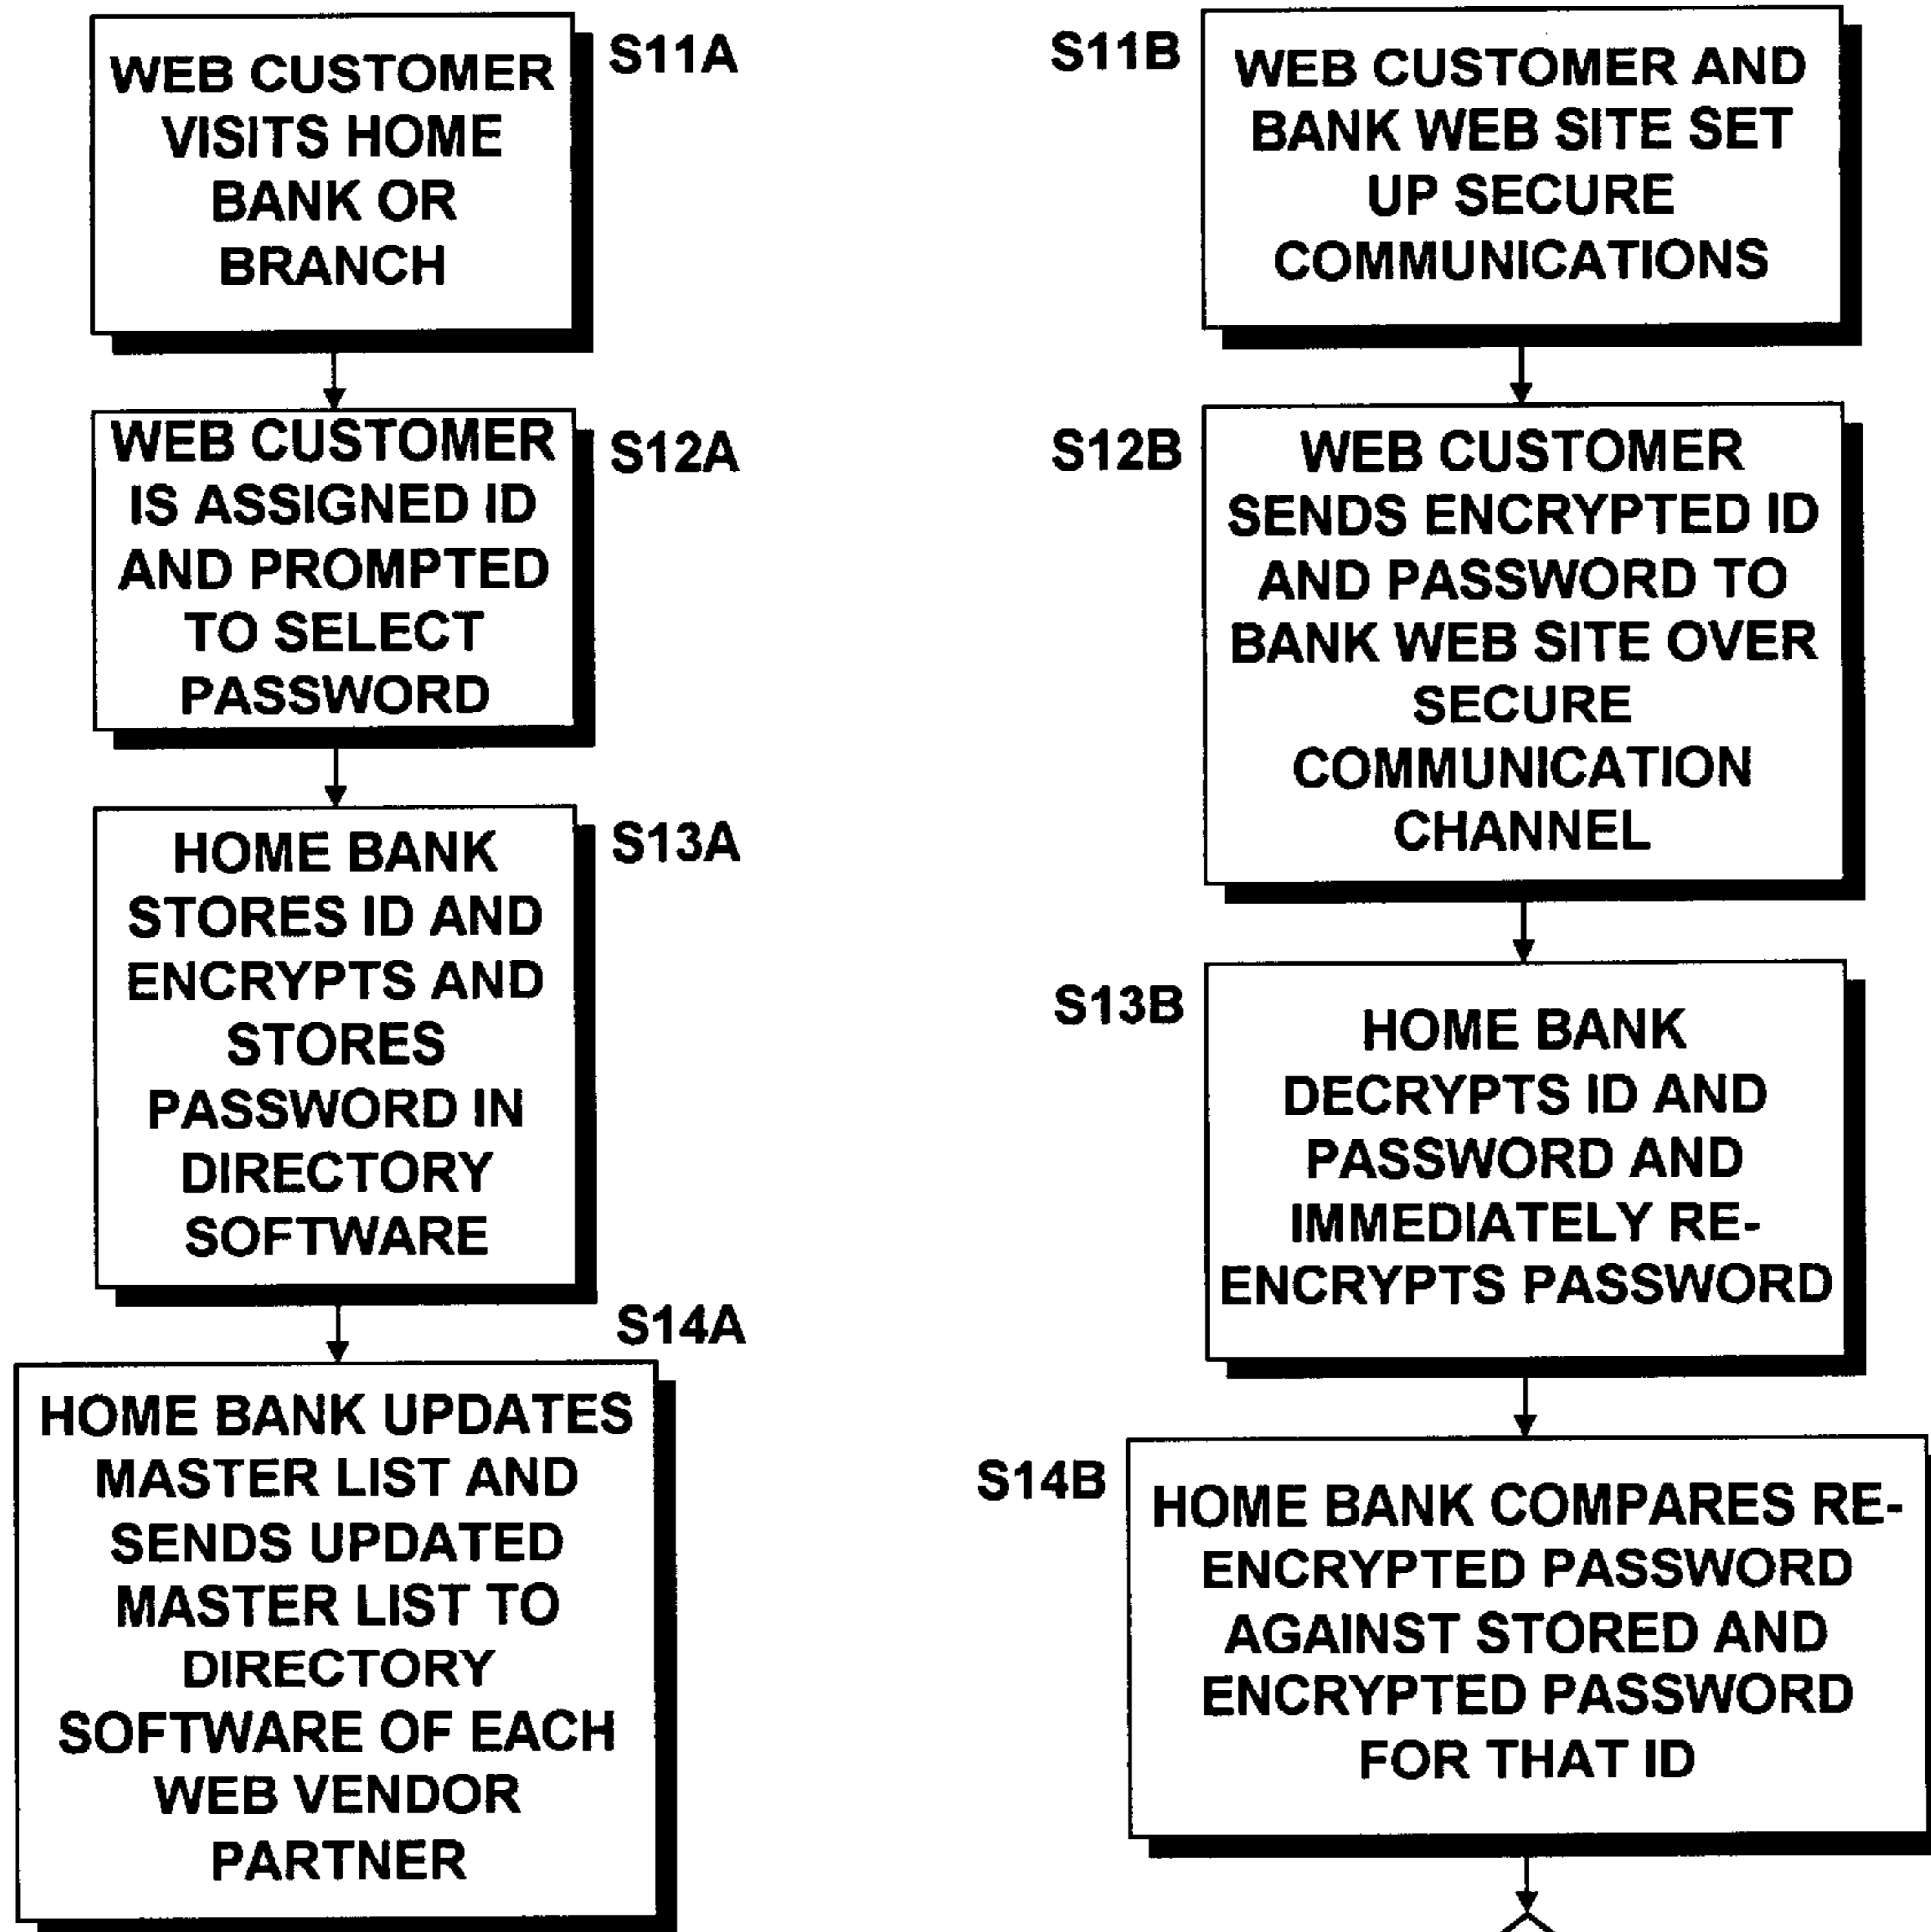 WEB CUSTOMER
VISITS HOME
BANK OR
BRANCH
S11A
WEB CUSTOMER
IS ASSIGNED ID
AND PROMPTED
TO SELECT
PASSWORD
S12A
HOME BANK
STORES ID AND
ENCRYPTS AND
STORES
PASSWORD IN
DIRECTORY
SOFTWARE
S13A
S14A
HOME BANK UPDATES
MASTER LIST AND
SENDS UPDATED
MASTER LIST TO
DIRECTORY
SOFTWARE OF EACH
WEB VENDOR
PARTNER
S11B
WEB CUSTOMER AND
BANK WEB SITE SET
UP SECURE
COMMUNICATIONS
S12B
WEB CUSTOMER
SENDS ENCRYPTED ID
AND PASSWORD TO
BANK WEB SITE OVER
SECURE
COMMUNICATION
CHANNEL
S13B
HOME BANK
DECRYPTS ID AND
PASSWORD AND
IMMEDIATELY RE-
ENCRYPTS PASSWORD
S14B
HOME BANK COMPARES RE-
ENCRYPTED PASSWORD
AGAINST STORED AND
ENCRYPTED PASSWORD
FOR THAT ID